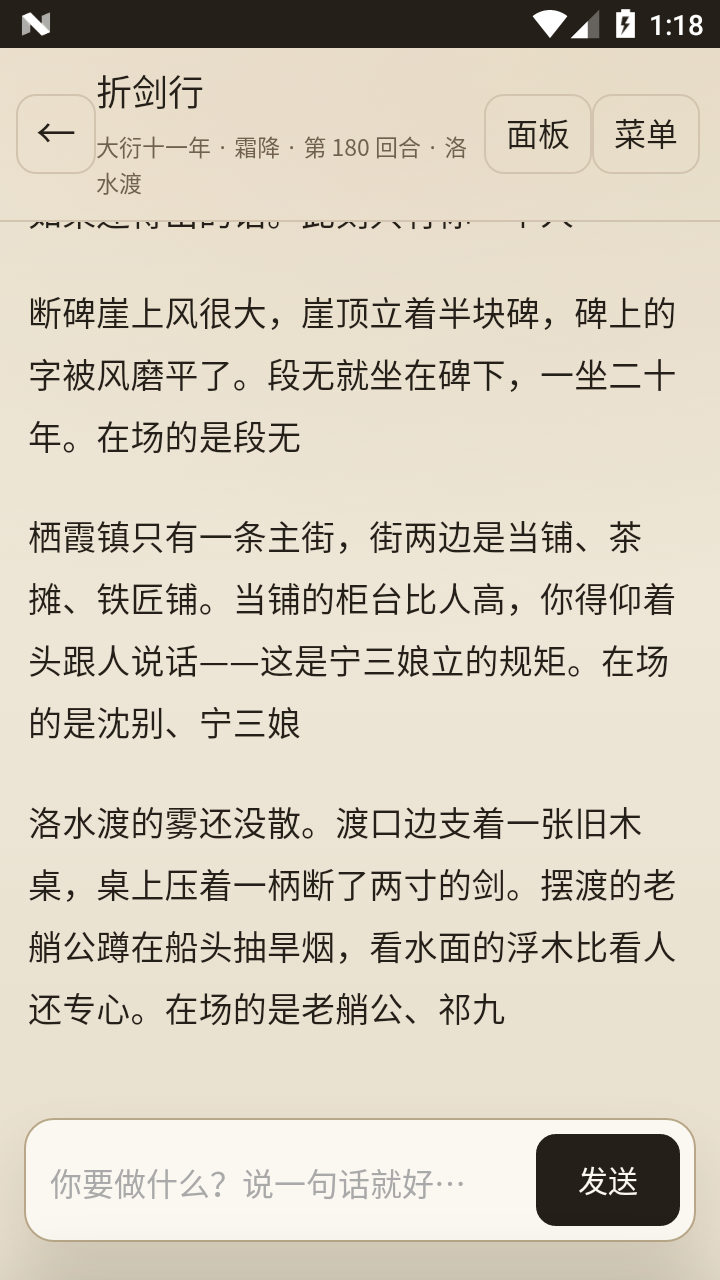 1:18
折剑行
←
大衍十一年 · 霜降 · 第 180 回合 · 洛
水渡
面板
菜单
断碑崖上风很大，崖顶立着半块碑，碑上的
字被风磨平了。段无就坐在碑下，一坐二十
年。在场的是段无
栖霞镇只有一条主街，街两边是当铺、茶
摊、铁匠铺。当铺的柜台比人高，你得仰着
头跟人说话——这是宁三娘立的规矩。在场
的是沈别、宁三娘
洛水渡的雾还没散。渡口边支着一张旧木
桌，桌上压着一柄断了两寸的剑。摆渡的老
艄公蹲在船头抽旱烟，看水面的浮木比看人
还专心。在场的是老艄公、祁九
你要做什么？说一句话就好…
发送